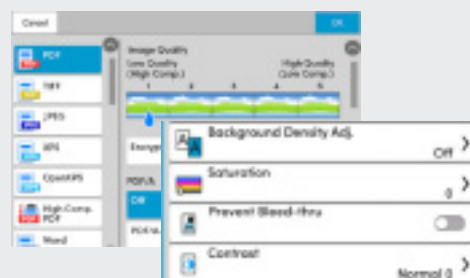 Cancel
OK
PDF
TIFF
JPEG
XPS
OpenXPS
High Comp.
PDF
Word
Image Quality
Low Quality
(High Comp.)
High Quality
(Low Comp.)
1 2 3 4 5
PDF/A
Off
Background Density Adj.
Off
Saturation
0
Prevent Bleed-thru
Contrast
Normal 0